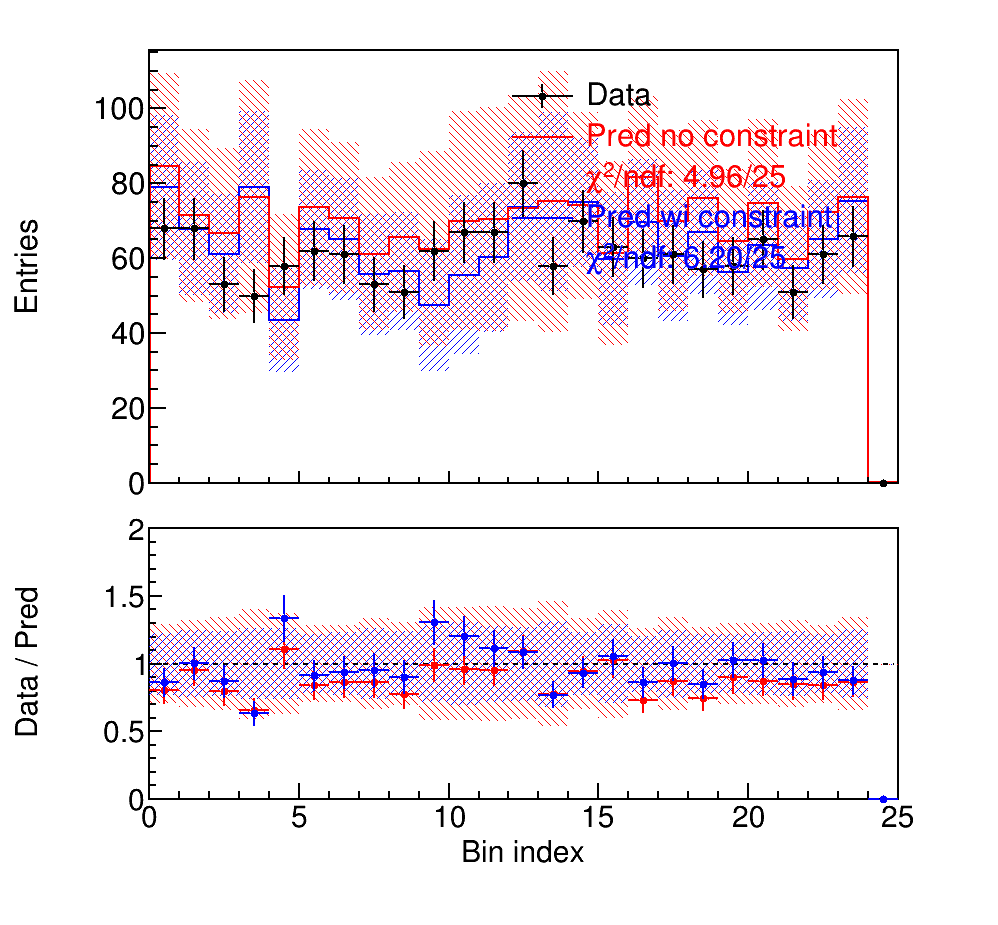 Entries
100
80
60
40
20
0
Data
Pred no constraint
χ²/ndf: 4.96/25
Pred wi constraint
χ²/ndf: 6.20/25
Data / Pred
2
1.5
1
0.5
0
0 5 10 15 20 25
Bin index